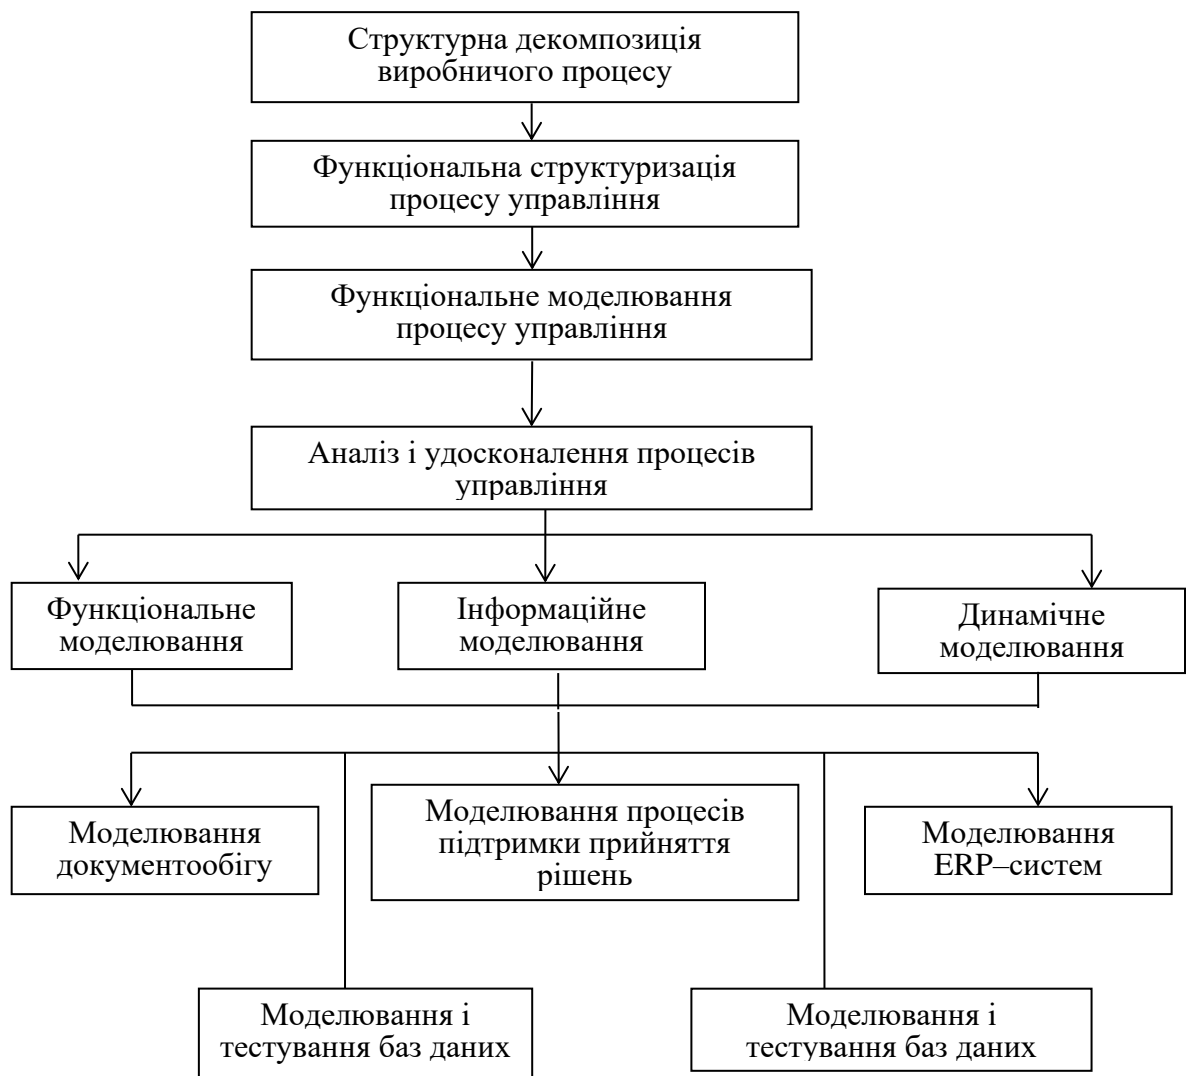 Структурна декомпозиція
виробничого процесу
Функціональна структуризація
процесу управління
Функціональне моделювання
процесу управління
Аналіз і удосконалення процесів
управління
Функціональне
моделювання
Інформаційне
моделювання
Динамічне
моделювання
Моделювання
документообігу
Моделювання процесів
підтримки прийняття
рішень
Моделювання
ERP–систем
Моделювання і
тестування баз даних
Моделювання і
тестування баз даних